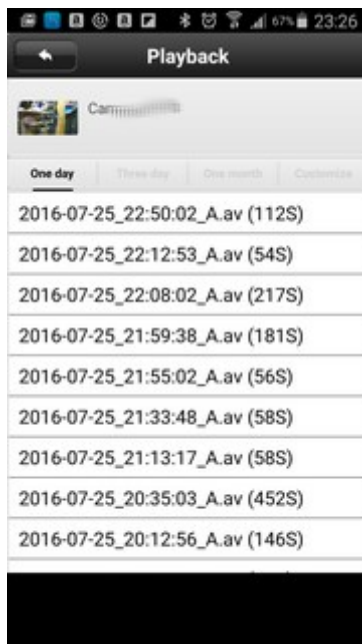 67% 23:26
Playback
One day Three day One month Customize
2016-07-25_22:50:02_A.av (112S)
2016-07-25_22:12:53_A.av (54S)
2016-07-25_22:08:02_A.av (217S)
2016-07-25_21:59:38_A.av (181S)
2016-07-25_21:55:02_A.av (56S)
2016-07-25_21:33:48_A.av (58S)
2016-07-25_21:13:17_A.av (58S)
2016-07-25_20:35:03_A.av (452S)
2016-07-25_20:12:56_A.av (146S)